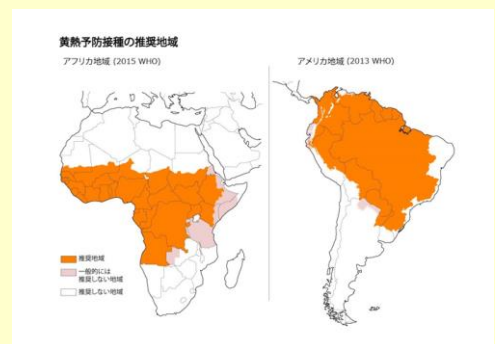 黄熱予防接種の推奨地域
アフリカ地域 (2015 WHO)
アメリカ地域 (2013 WHO)
推奨地域
一般的には
推奨しない地域
推奨しない地域